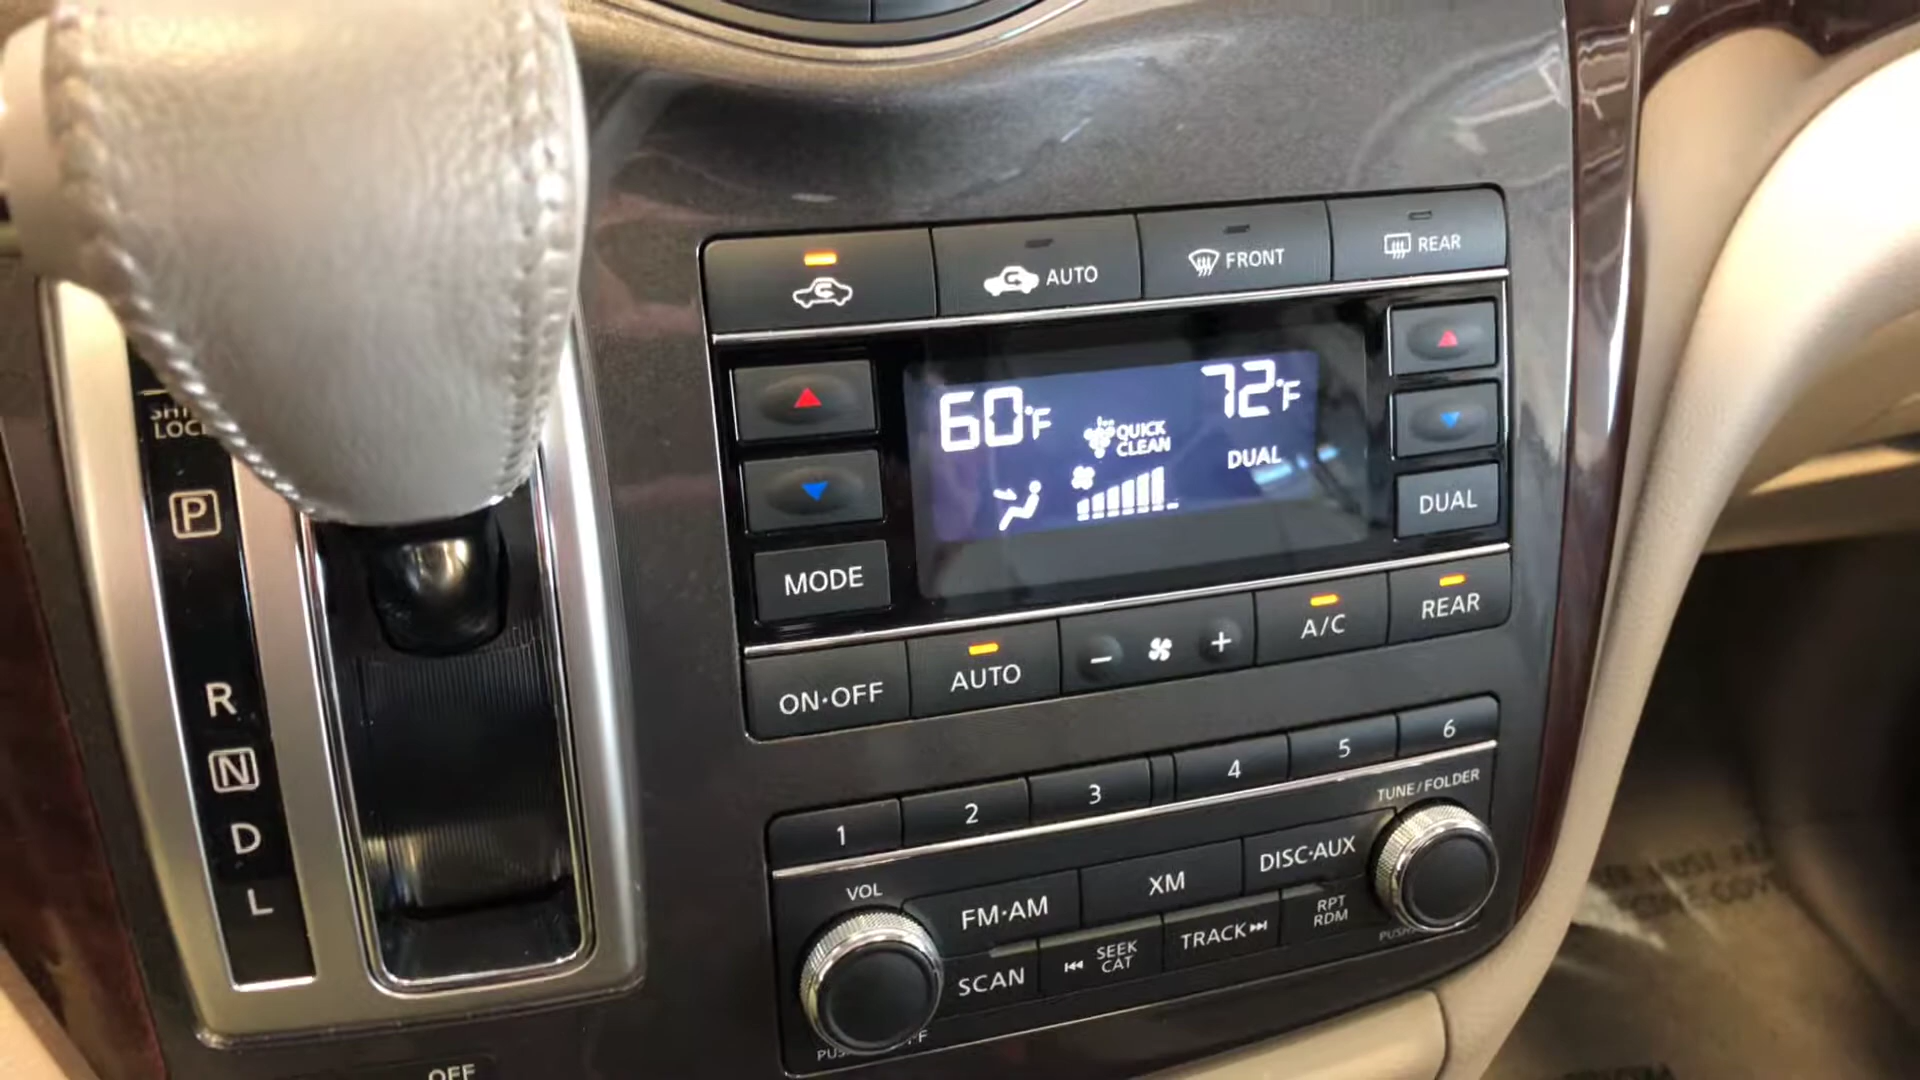 AUTO
FRONT
REAR
60°F
72°F
QUICK
CLEAN
DUAL
DUAL
MODE
ON·OFF
AUTO
A/C
REAR
LOCK
P
R
N
D
L
1
2
3
4
5
6
TUNE/FOLDER
VOL
FM·AM
XM
DISC·AUX
SCAN
SEEK
CAT
TRACK
RPT
RDM
OFF